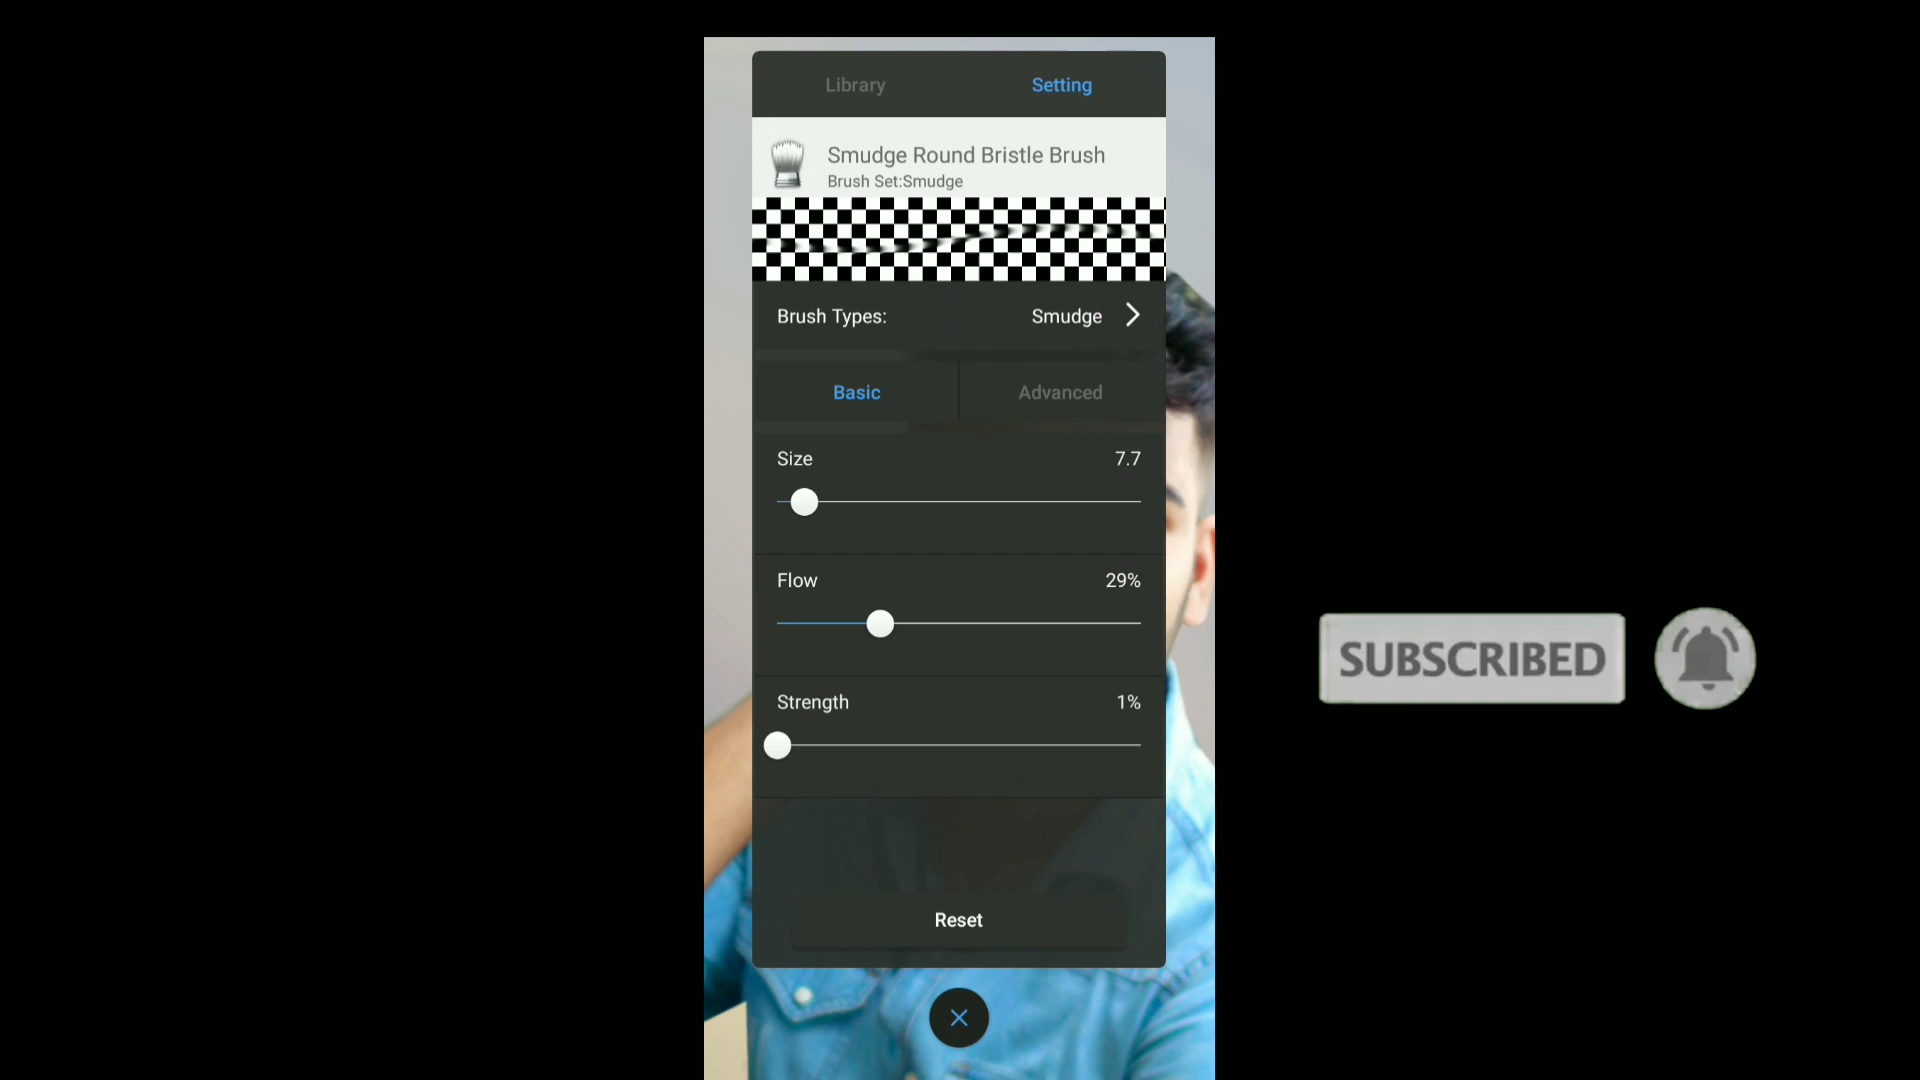 Library
Setting
Smudge Round Bristle Brush
Brush Set:Smudge
Brush Types:
Smudge
Basic
Advanced
Size
7.7
Flow
29%
Strength
1%
SUBSCRIBED
Reset